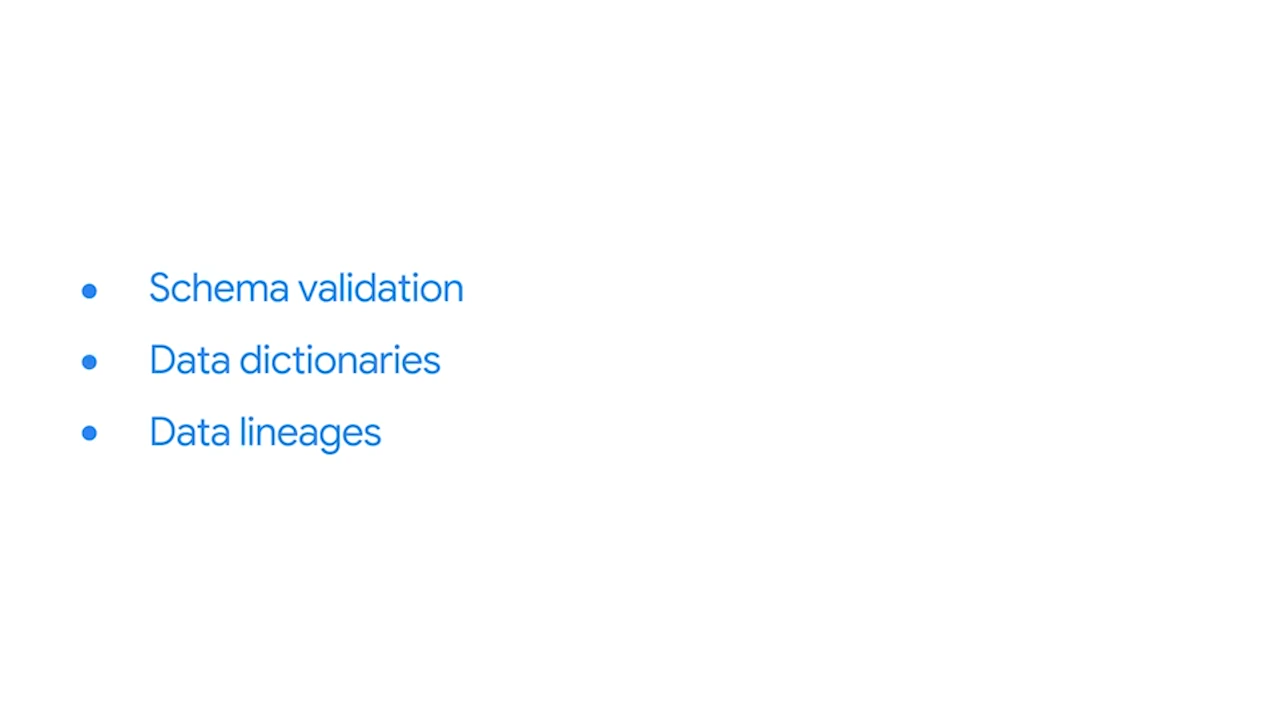 • Schema validation
• Data dictionaries
• Data lineages